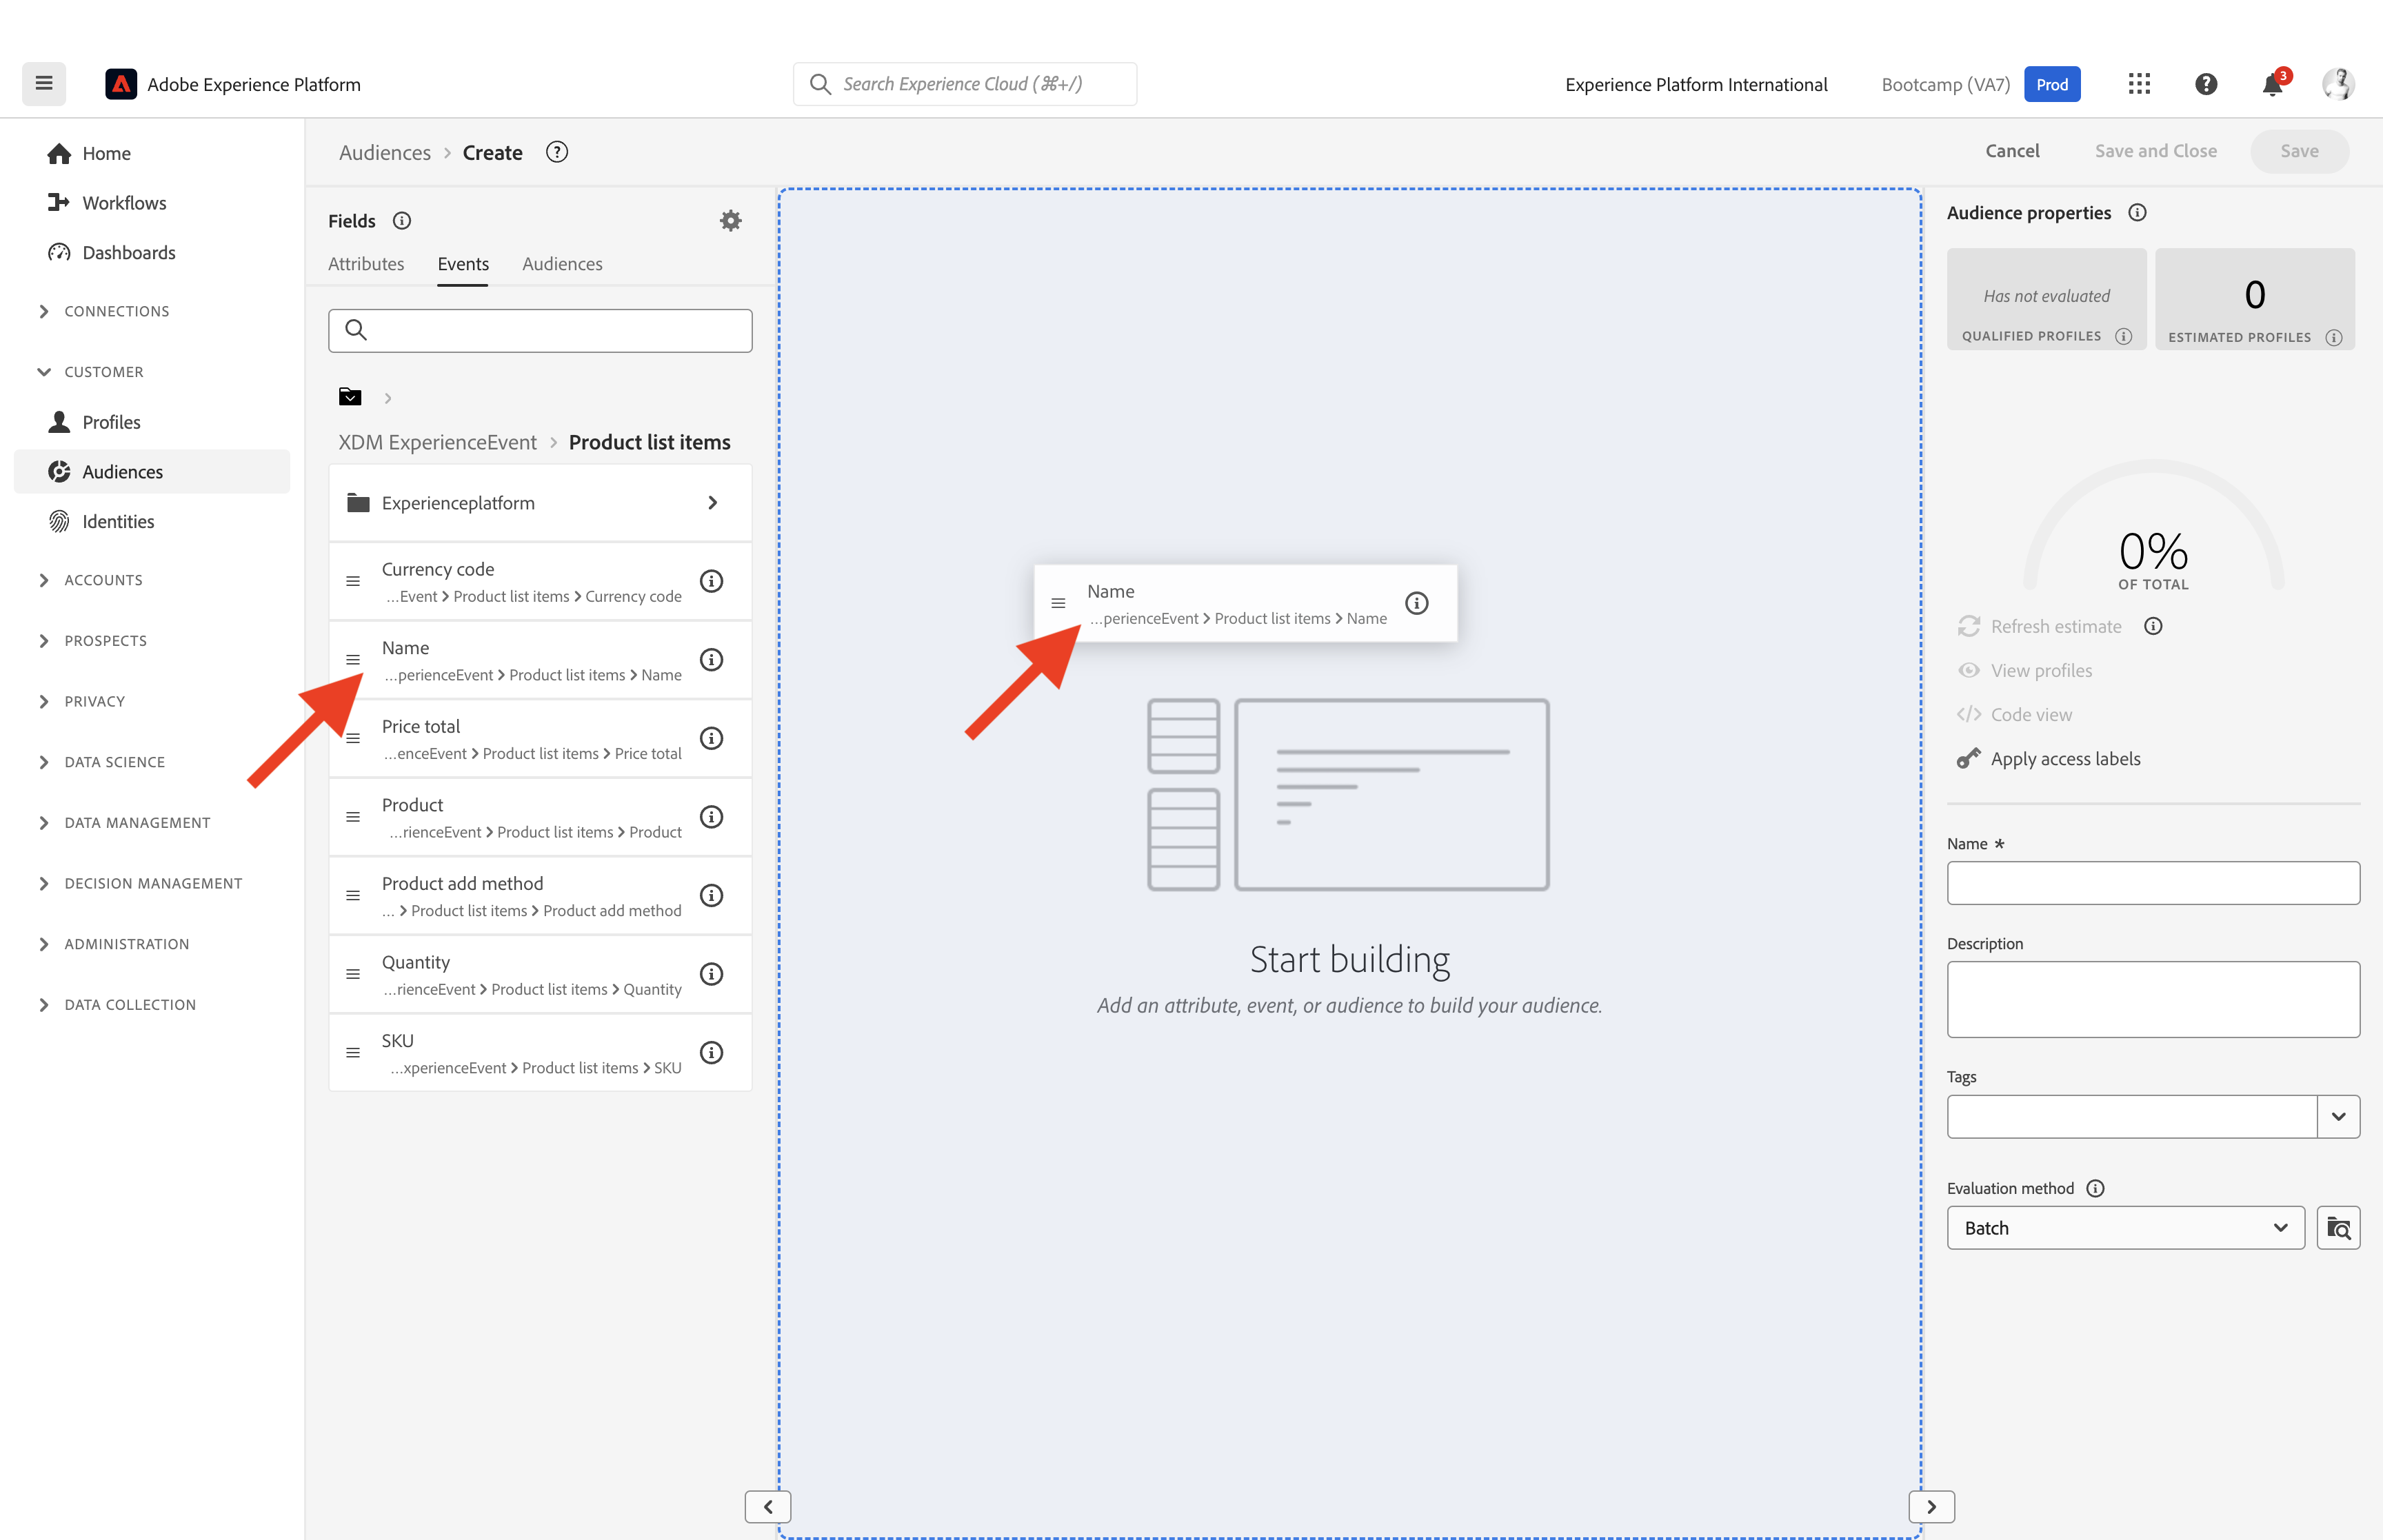 Adobe Experience Platform
Search Experience Cloud (⌘+/)
Experience Platform International
Bootcamp (VA7)
Prod
3
Home
Workflows
Dashboards
CONNECTIONS
CUSTOMER
Profiles
Audiences
Identities
ACCOUNTS
PROSPECTS
PRIVACY
DATA SCIENCE
DATA MANAGEMENT
DECISION MANAGEMENT
ADMINISTRATION
DATA COLLECTION
Audiences > Create
Cancel
Save and Close
Save
Fields
Attributes
Events
Audiences
XDM ExperienceEvent > Product list items
Experienceplatform
Currency code
...Event > Product list items > Currency code
Name
...perienceEvent > Product list items > Name
Price total
...enceEvent > Product list items > Price total
Product
...rienceEvent > Product list items > Product
Product add method
... > Product list items > Product add method
Quantity
...rienceEvent > Product list items > Quantity
SKU
...xperienceEvent > Product list items > SKU
Name
...perienceEvent > Product list items > Name
Start building
Add an attribute, event, or audience to build your audience.
Audience properties
Has not evaluated
QUALIFIED PROFILES
0
ESTIMATED PROFILES
0%
OF TOTAL
Refresh estimate
View profiles
Code view
Apply access labels
Name *
Description
Tags
Evaluation method
Batch